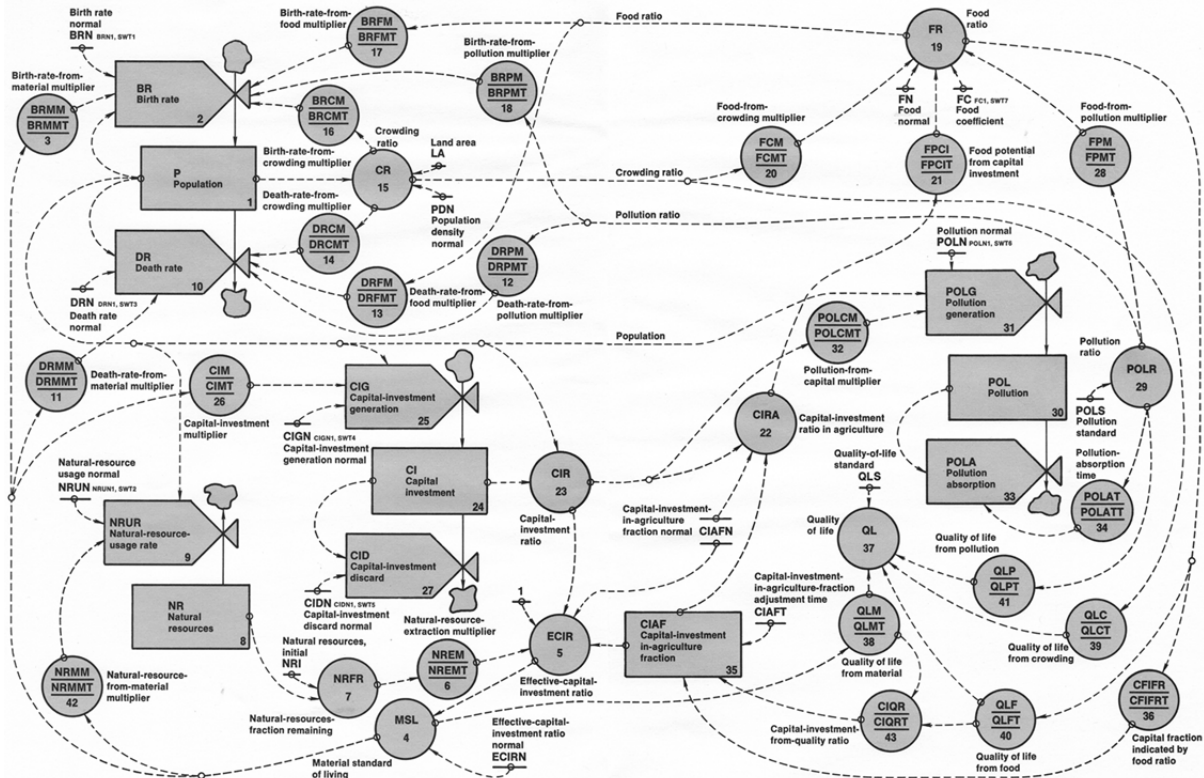 Birth rate
normal
BRN BRN1, SWT1
Birth-rate-from-
material multiplier
BRMM
BRMMT
3
BR
Birth rate
2
Birth-rate-from-
food multiplier
BRFM
BRFMT
17
Birth-rate-from-
pollution multiplier
BRPM
BRPMT
18
BRCM
BRCMT
16
Birth-rate-from-
crowding multiplier
Crowding
ratio
CR
15
Land area
LA
PDN
Population
density
normal
P
Population
1
Death-rate-from-
crowding multiplier
DRCM
DRCMT
14
DR
Death rate
10
DRN DRN1, SWT3
Death rate
normal
DRFM
DRFMT
13
Death-rate-from-
food multiplier
DRPM
DRPMT
12
Death-rate-from-
pollution multiplier
DRMM
DRMMT
11
Death-rate-from-
material multiplier
Food ratio
Crowding ratio
Pollution ratio
Population
FR
19
Food
ratio
FN
Food
normal
FC FC1, SWT7
Food
coefficient
Food-from-
crowding multiplier
FCM
FCMT
20
FPCI
FPCIT
21
Food potential
from capital
investment
Food-from-
pollution multiplier
FPM
FPMT
28
Pollution normal
POLN POLN1, SWT6
POLG
Pollution
generation
31
POLCM
POLCMT
32
Pollution-from-
capital multiplier
POL
Pollution
30
Pollution
ratio
POLR
29
POLS
Pollution
standard
POLA
Pollution
absorption
33
Pollution-
absorption
time
POLAT
POLATT
34
CIM
CIMT
26
Capital-investment
multiplier
CIG
Capital-investment
generation
25
CIGN CIGN1, SWT4
Capital-investment
generation normal
CI
Capital
investment
24
CIR
23
Capital-
investment
ratio
CID
Capital-investment
discard
27
CIDN CIDN1, SWT5
Capital-investment
discard normal
CIRA
22
Capital-investment
ratio in agriculture
Capital-investment-
in-agriculture
fraction normal
CIAFN
Natural-resource
usage normal
NRUN NRUN1, SWT2
NRUR
Natural-resource-
usage rate
9
NR
Natural
resources
8
NRMM
NRMMT
42
Natural-resource-
from-material
multiplier
Natural resources,
initial
NRI
NRFR
7
Natural-resources-
fraction remaining
Natural-resource-
extraction multiplier
NREM
NREMT
6
1
ECIR
5
Effective-capital-
investment ratio
MSL
4
Material standard
of living
Effective-capital-
investment ratio
normal
ECIRN
CIAF
Capital-investment
in-agriculture
fraction
35
Capital-investment-
in-agriculture-fraction
adjustment time
CIAFT
Quality-of-life
standard
QLS
Quality
of life
QL
37
QLM
QLMT
38
Quality of life
from material
Quality of life
from pollution
QLP
QLPT
41
QLC
QLCT
39
Quality of life
from crowding
CIQR
CIQRT
43
Capital-investment-
from-quality ratio
QLF
QLFT
40
Quality of life
from food
CFIFR
CFIFRT
36
Capital fraction
indicated by
food ratio